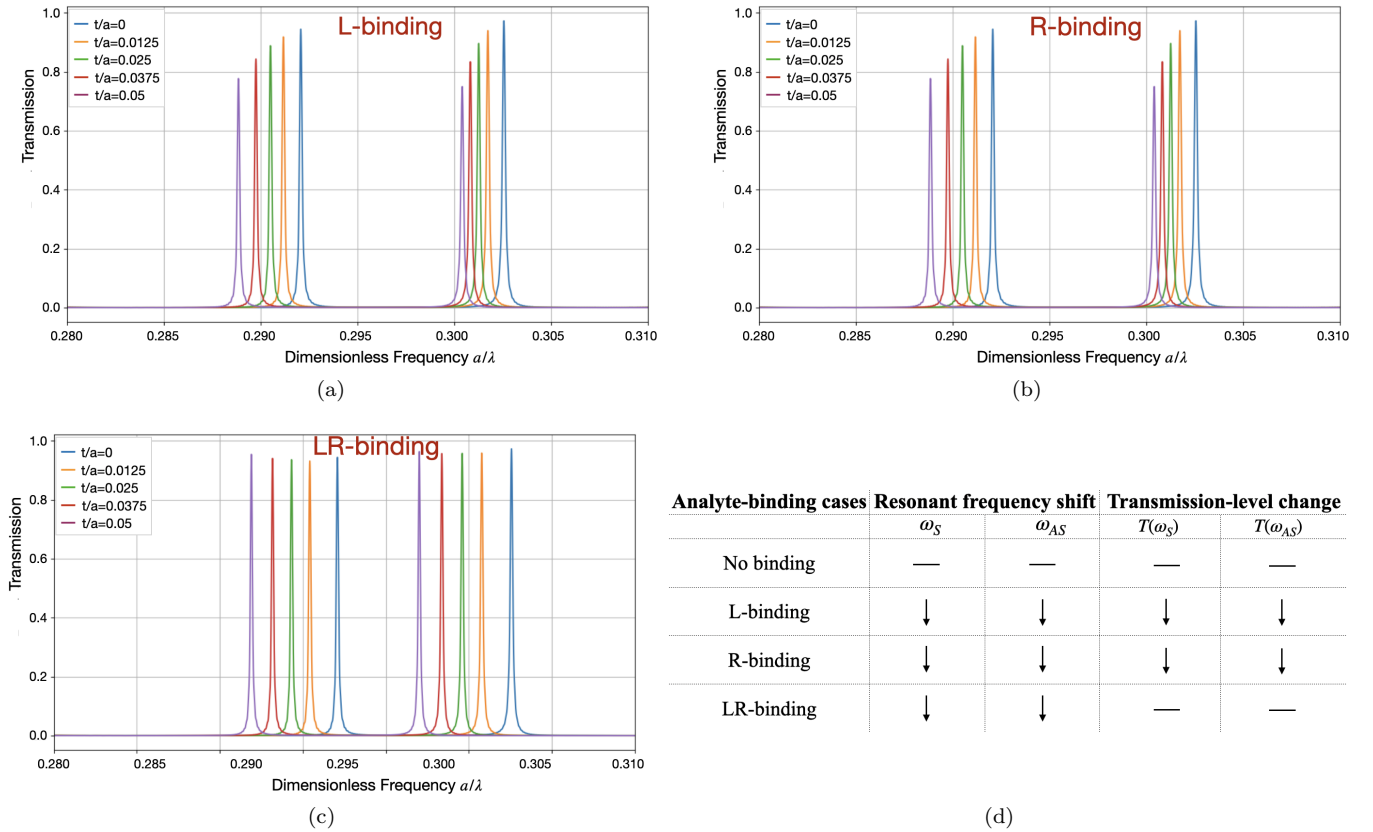 L-binding
t/a=0
t/a=0.0125
t/a=0.025
t/a=0.0375
t/a=0.05
Transmission
1.0
0.8
0.6
0.4
0.2
0.0
0.280 0.285 0.290 0.295 0.300 0.305 0.310
Dimensionless Frequency a/λ
(a)
R-binding
t/a=0
t/a=0.0125
t/a=0.025
t/a=0.0375
t/a=0.05
Transmission
1.0
0.8
0.6
0.4
0.2
0.0
0.280 0.285 0.290 0.295 0.300 0.305 0.310
Dimensionless Frequency a/λ
(b)
LR-binding
t/a=0
t/a=0.0125
t/a=0.025
t/a=0.0375
t/a=0.05
Transmission
1.0
0.8
0.6
0.4
0.2
0.0
0.280 0.285 0.290 0.295 0.300 0.305 0.310
Dimensionless Frequency a/λ
(c)
Analyte-binding cases Resonant frequency shift Transmission-level change
ω_S ω_AS T(ω_S) T(ω_AS)
No binding — — — —
L-binding ↓ ↓ ↓ ↓
R-binding ↓ ↓ ↓ ↓
LR-binding ↓ ↓ — —
(d)